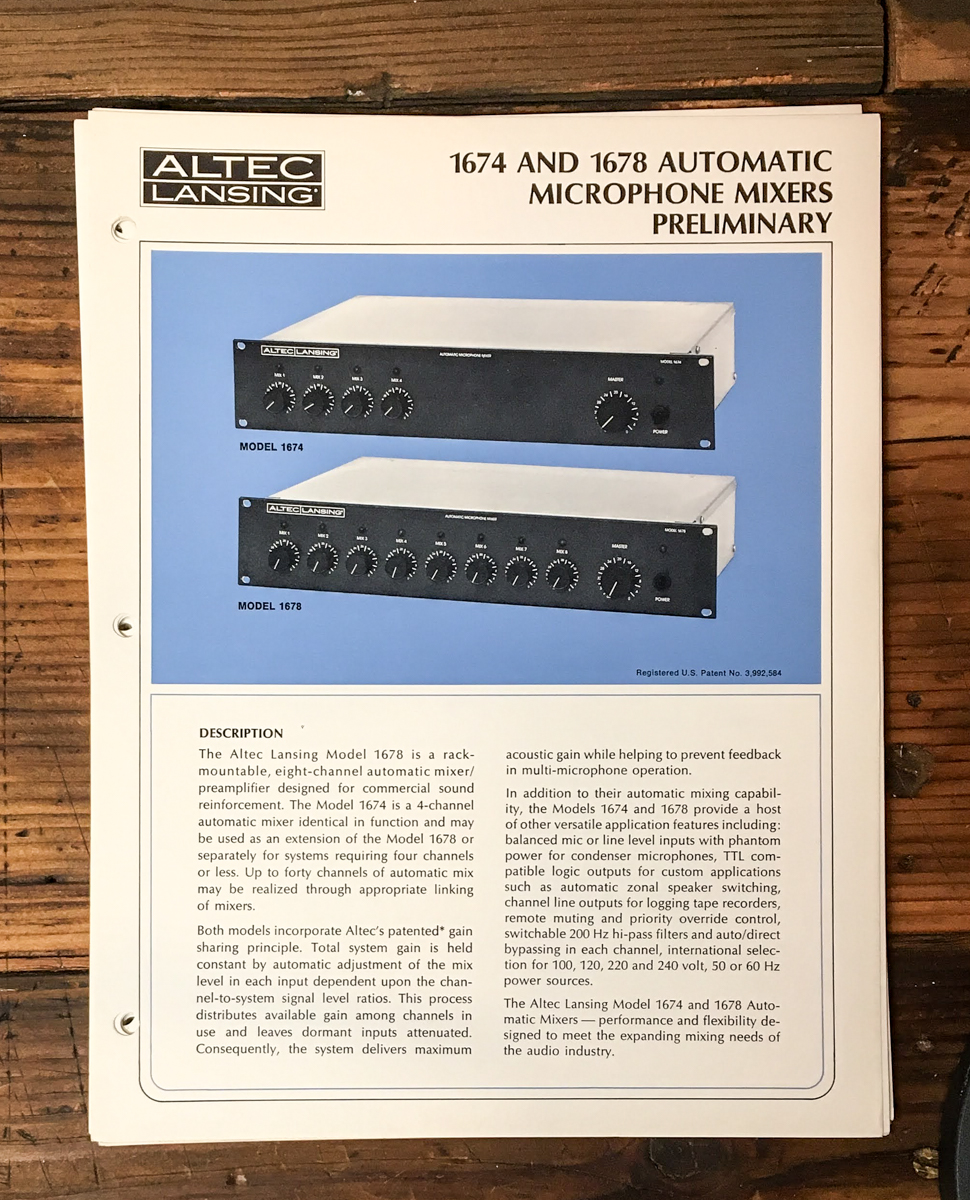 ALTEC
LANSING
1674 AND 1678 AUTOMATIC
MICROPHONE MIXERS
PRELIMINARY
ALTEC LANSING
AUTOMATIC MICROPHONE MIXER
MODEL 1674
MIX 1 MIX 2 MIX 3 MIX 4 MASTER
POWER
MODEL 1674
ALTEC LANSING
AUTOMATIC MICROPHONE MIXER
MODEL 1678
MIX 1 MIX 2 MIX 3 MIX 4 MIX 5 MIX 6 MIX 7 MIX 8 MASTER
POWER
MODEL 1678
Registered U.S. Patent No. 3,992,584
DESCRIPTION
The Altec Lansing Model 1678 is a rack-
mountable, eight-channel automatic mixer/
preamplifier designed for commercial sound
reinforcement. The Model 1674 is a 4-channel
automatic mixer identical in function and may
be used as an extension of the Model 1678 or
separately for systems requiring four channels
or less. Up to forty channels of automatic mix
may be realized through appropriate linking
of mixers.
Both models incorporate Altec's patented* gain
sharing principle. Total system gain is held
constant by automatic adjustment of the mix
level in each input dependent upon the chan-
nel-to-system signal level ratios. This process
distributes available gain among channels in
use and leaves dormant inputs attenuated.
Consequently, the system delivers maximum
acoustic gain while helping to prevent feedback
in multi-microphone operation.
In addition to their automatic mixing capabil-
ity, the Models 1674 and 1678 provide a host
of other versatile application features including:
balanced mic or line level inputs with phantom
power for condenser microphones, TTL com-
patible logic outputs for custom applications
such as automatic zonal speaker switching,
channel line outputs for logging tape recorders,
remote muting and priority override control,
switchable 200 Hz hi-pass filters and auto/direct
bypassing in each channel, international selec-
tion for 100, 120, 220 and 240 volt, 50 or 60 Hz
power sources.
The Altec Lansing Model 1674 and 1678 Auto-
matic Mixers — performance and flexibility de-
signed to meet the expanding mixing needs of
the audio industry.